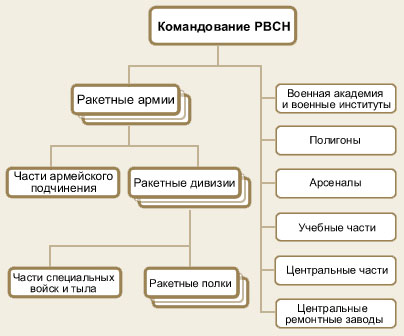 Командование РВСН
Ракетные армии
Части армейского
подчинения
Ракетные дивизии
Части специальных
войск и тыла
Ракетные полки
Военная академия
и военные институты
Полигоны
Арсеналы
Учебные части
Центральные части
Центральные
ремонтные заводы